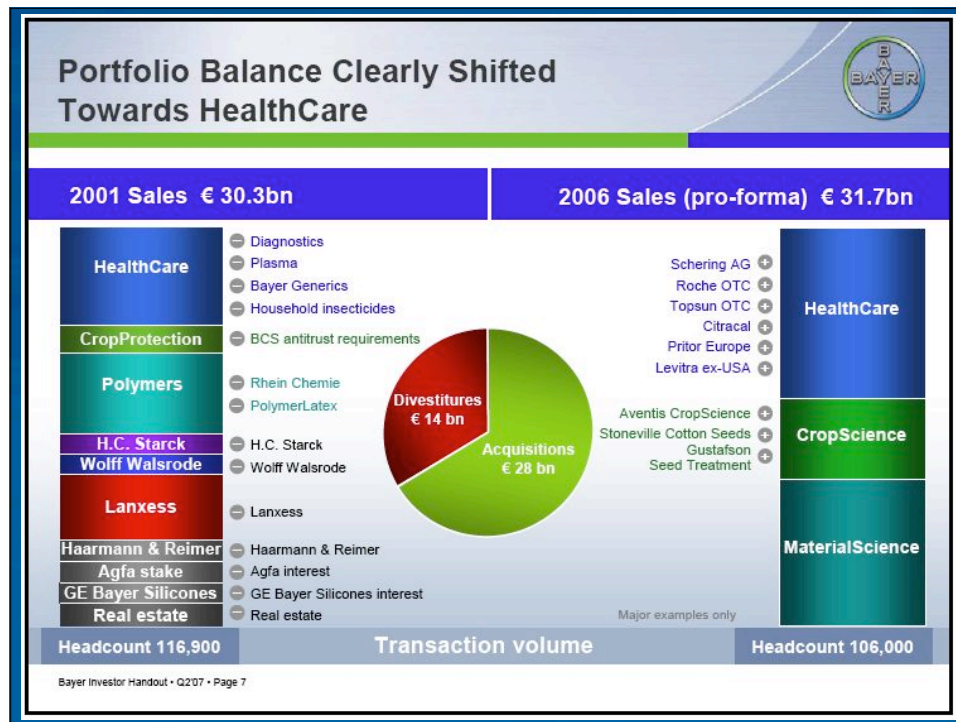 Portfolio Balance Clearly Shifted
Towards HealthCare
BAYER
BAYER
2001 Sales € 30.3bn
2006 Sales (pro-forma) € 31.7bn
HealthCare
CropProtection
Polymers
H.C. Starck
Wolff Walsrode
Lanxess
Haarmann & Reimer
Agfa stake
GE Bayer Silicones
Real estate
Diagnostics
Plasma
Bayer Generics
Household insecticides
BCS antitrust requirements
Rhein Chemie
PolymerLatex
H.C. Starck
Wolff Walsrode
Lanxess
Haarmann & Reimer
Agfa interest
GE Bayer Silicones interest
Real estate
Divestitures
€ 14 bn
Acquisitions
€ 28 bn
Schering AG
Roche OTC
Topsun OTC
Citracal
Pritor Europe
Levitra ex-USA
Aventis CropScience
Stoneville Cotton Seeds
Gustafson
Seed Treatment
HealthCare
CropScience
MaterialScience
Major examples only
Headcount 116,900
Transaction volume
Headcount 106,000
Bayer Investor Handout • Q2'07 • Page 7